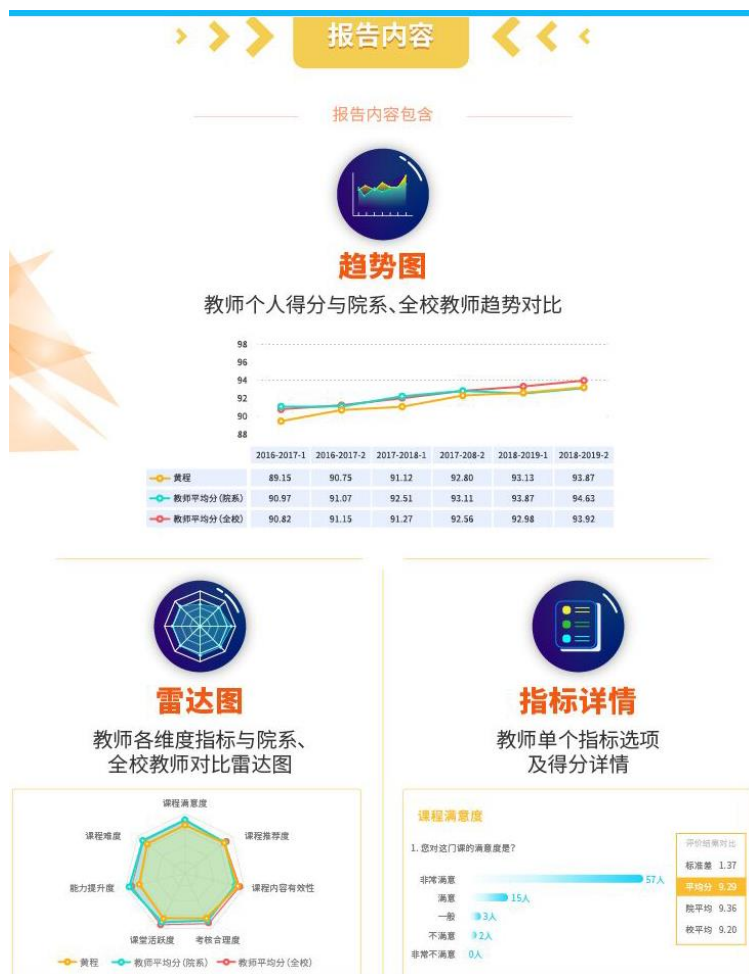 报告内容
报告内容包含
趋势图
教师个人得分与院系、全校教师趋势对比
98
96
94
92
90
88
2016-2017-1 2016-2017-2 2017-2018-1 2017-208-2 2018-2019-1 2018-2019-2
黄程 89.15 90.75 91.12 92.80 93.13 93.87
教师平均分(院系) 90.97 91.07 92.51 93.11 93.87 94.63
教师平均分(全校) 90.82 91.15 91.27 92.56 92.98 93.92
雷达图
教师各维度指标与院系、
全校教师对比雷达图
课程满意度
课程难度
课程推荐度
能力提升度
课程内容有效性
课堂活跃度
考核合理度
黄程 教师平均分(院系) 教师平均分(全校)
指标详情
教师单个指标选项
及得分详情
课程满意度
1. 您对这门课的满意度是?
非常满意 57人
满意 15人
一般 3人
不满意 2人
非常不满意 0人
评价结果对比
标准差 1.37
平均分 9.29
院平均 9.36
校平均 9.20